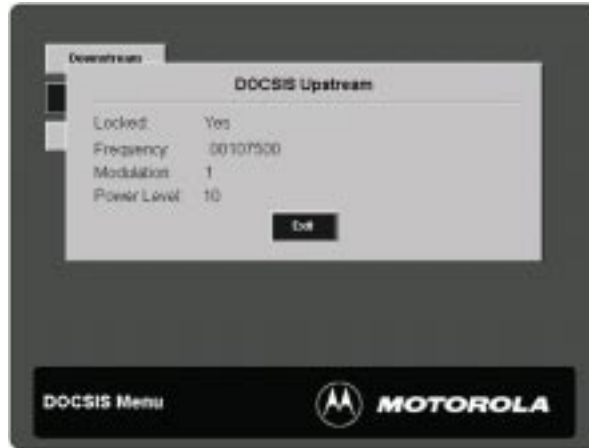 Downstream
DOCSIS Upstream
Locked: Yes
Frequency: 00107500
Modulation: 1
Power Level: 10
Exit
DOCSIS Menu
MOTOROLA